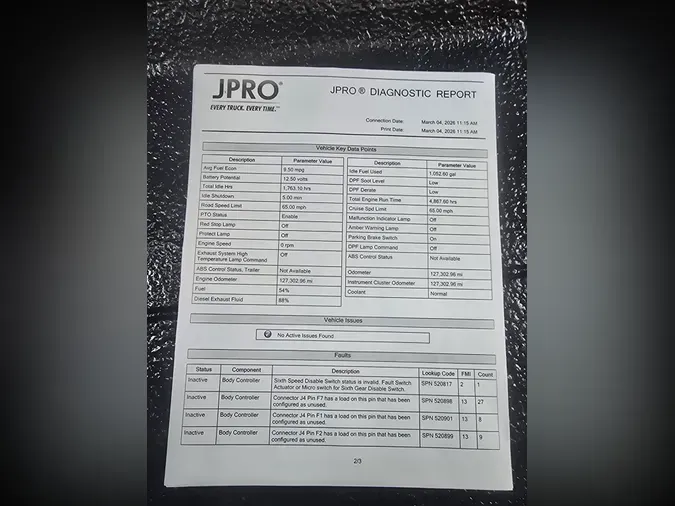 JPRO®
EVERY TRUCK. EVERY TIME.™
JPRO® DIAGNOSTIC REPORT
Connection Date: March 04, 2026 11:15 AM
Print Date: March 04, 2026 11:15 AM
Vehicle Key Data Points
Description Parameter Value
Avg Fuel Econ 8.50 mpg
Battery Potential 12.50 volts
Total Idle Hrs 1,763.10 hrs
Idle Shutdown 5.00 min
Road Speed Limit 65.00 mph
PTO Status Enable
Red Stop Lamp Off
Protect Lamp Off
Engine Speed 0 rpm
Exhaust System High Off
Temperature Lamp Command
ABS Control Status, Trailer Not Available
Engine Odometer 127,302.96 mi
Fuel 54%
Diesel Exhaust Fluid 88%
Description Parameter Value
Idle Fuel Used 1,052.60 gal
DPF Soot Level Low
DPF Derate Low
Total Engine Run Time 4,867.60 hrs
Cruise Spd Limit 65.00 mph
Malfunction Indicator Lamp Off
Amber Warning Lamp Off
Parking Brake Switch On
DPF Lamp Command Off
ABS Control Status Not Available
Odometer 127,302.96 mi
Instrument Cluster Odometer 127,302.96 mi
Coolant Normal
Vehicle Issues
No Active Issues Found
Faults
Status Component Description Lookup Code FMI Count
Inactive Body Controller Sixth Speed Disable Switch status is invalid. Fault Switch SPN 520817 2 1
Actuator or Micro switch for Sixth Gear Disable Switch.
Inactive Body Controller Connector J4 Pin F7 has a load on this pin that has been SPN 520898 13 27
configured as unused.
Inactive Body Controller Connector J4 Pin F1 has a load on this pin that has been SPN 520901 13 8
configured as unused.
Inactive Body Controller Connector J4 Pin F2 has a load on this pin that has been SPN 520899 13 9
configured as unused.
2/3